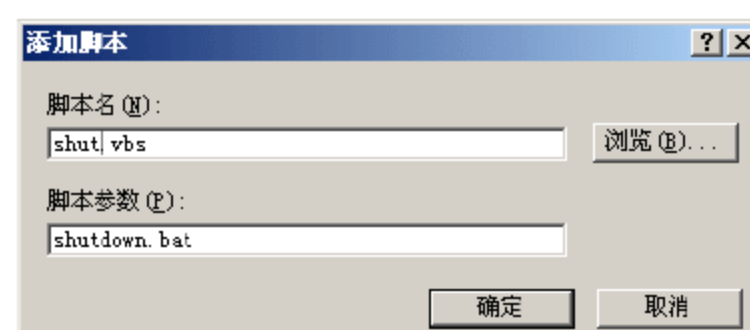 添加脚本
脚本名(N):
shut.vbs
浏览(B)...
脚本参数(P):
shutdown.bat
确定
取消